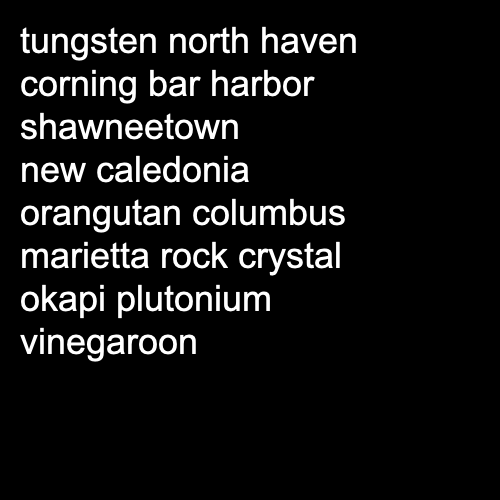 tungsten north haven
corning bar harbor
shawneetown
new caledonia
orangutan columbus
marietta rock crystal
okapi plutonium
vinegaroon